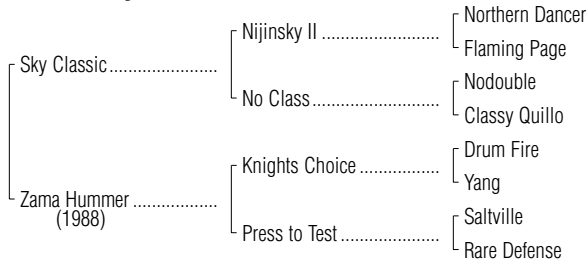 Northern Dancer
Nijinsky II ....................
Flaming Page
Sky Classic......................
Nodouble
No Class......................
Classy Quillo
Drum Fire
Knights Choice ..............
Yang
Zama Hummer .................
(1988)
Saltville
Press to Test .................
Rare Defense